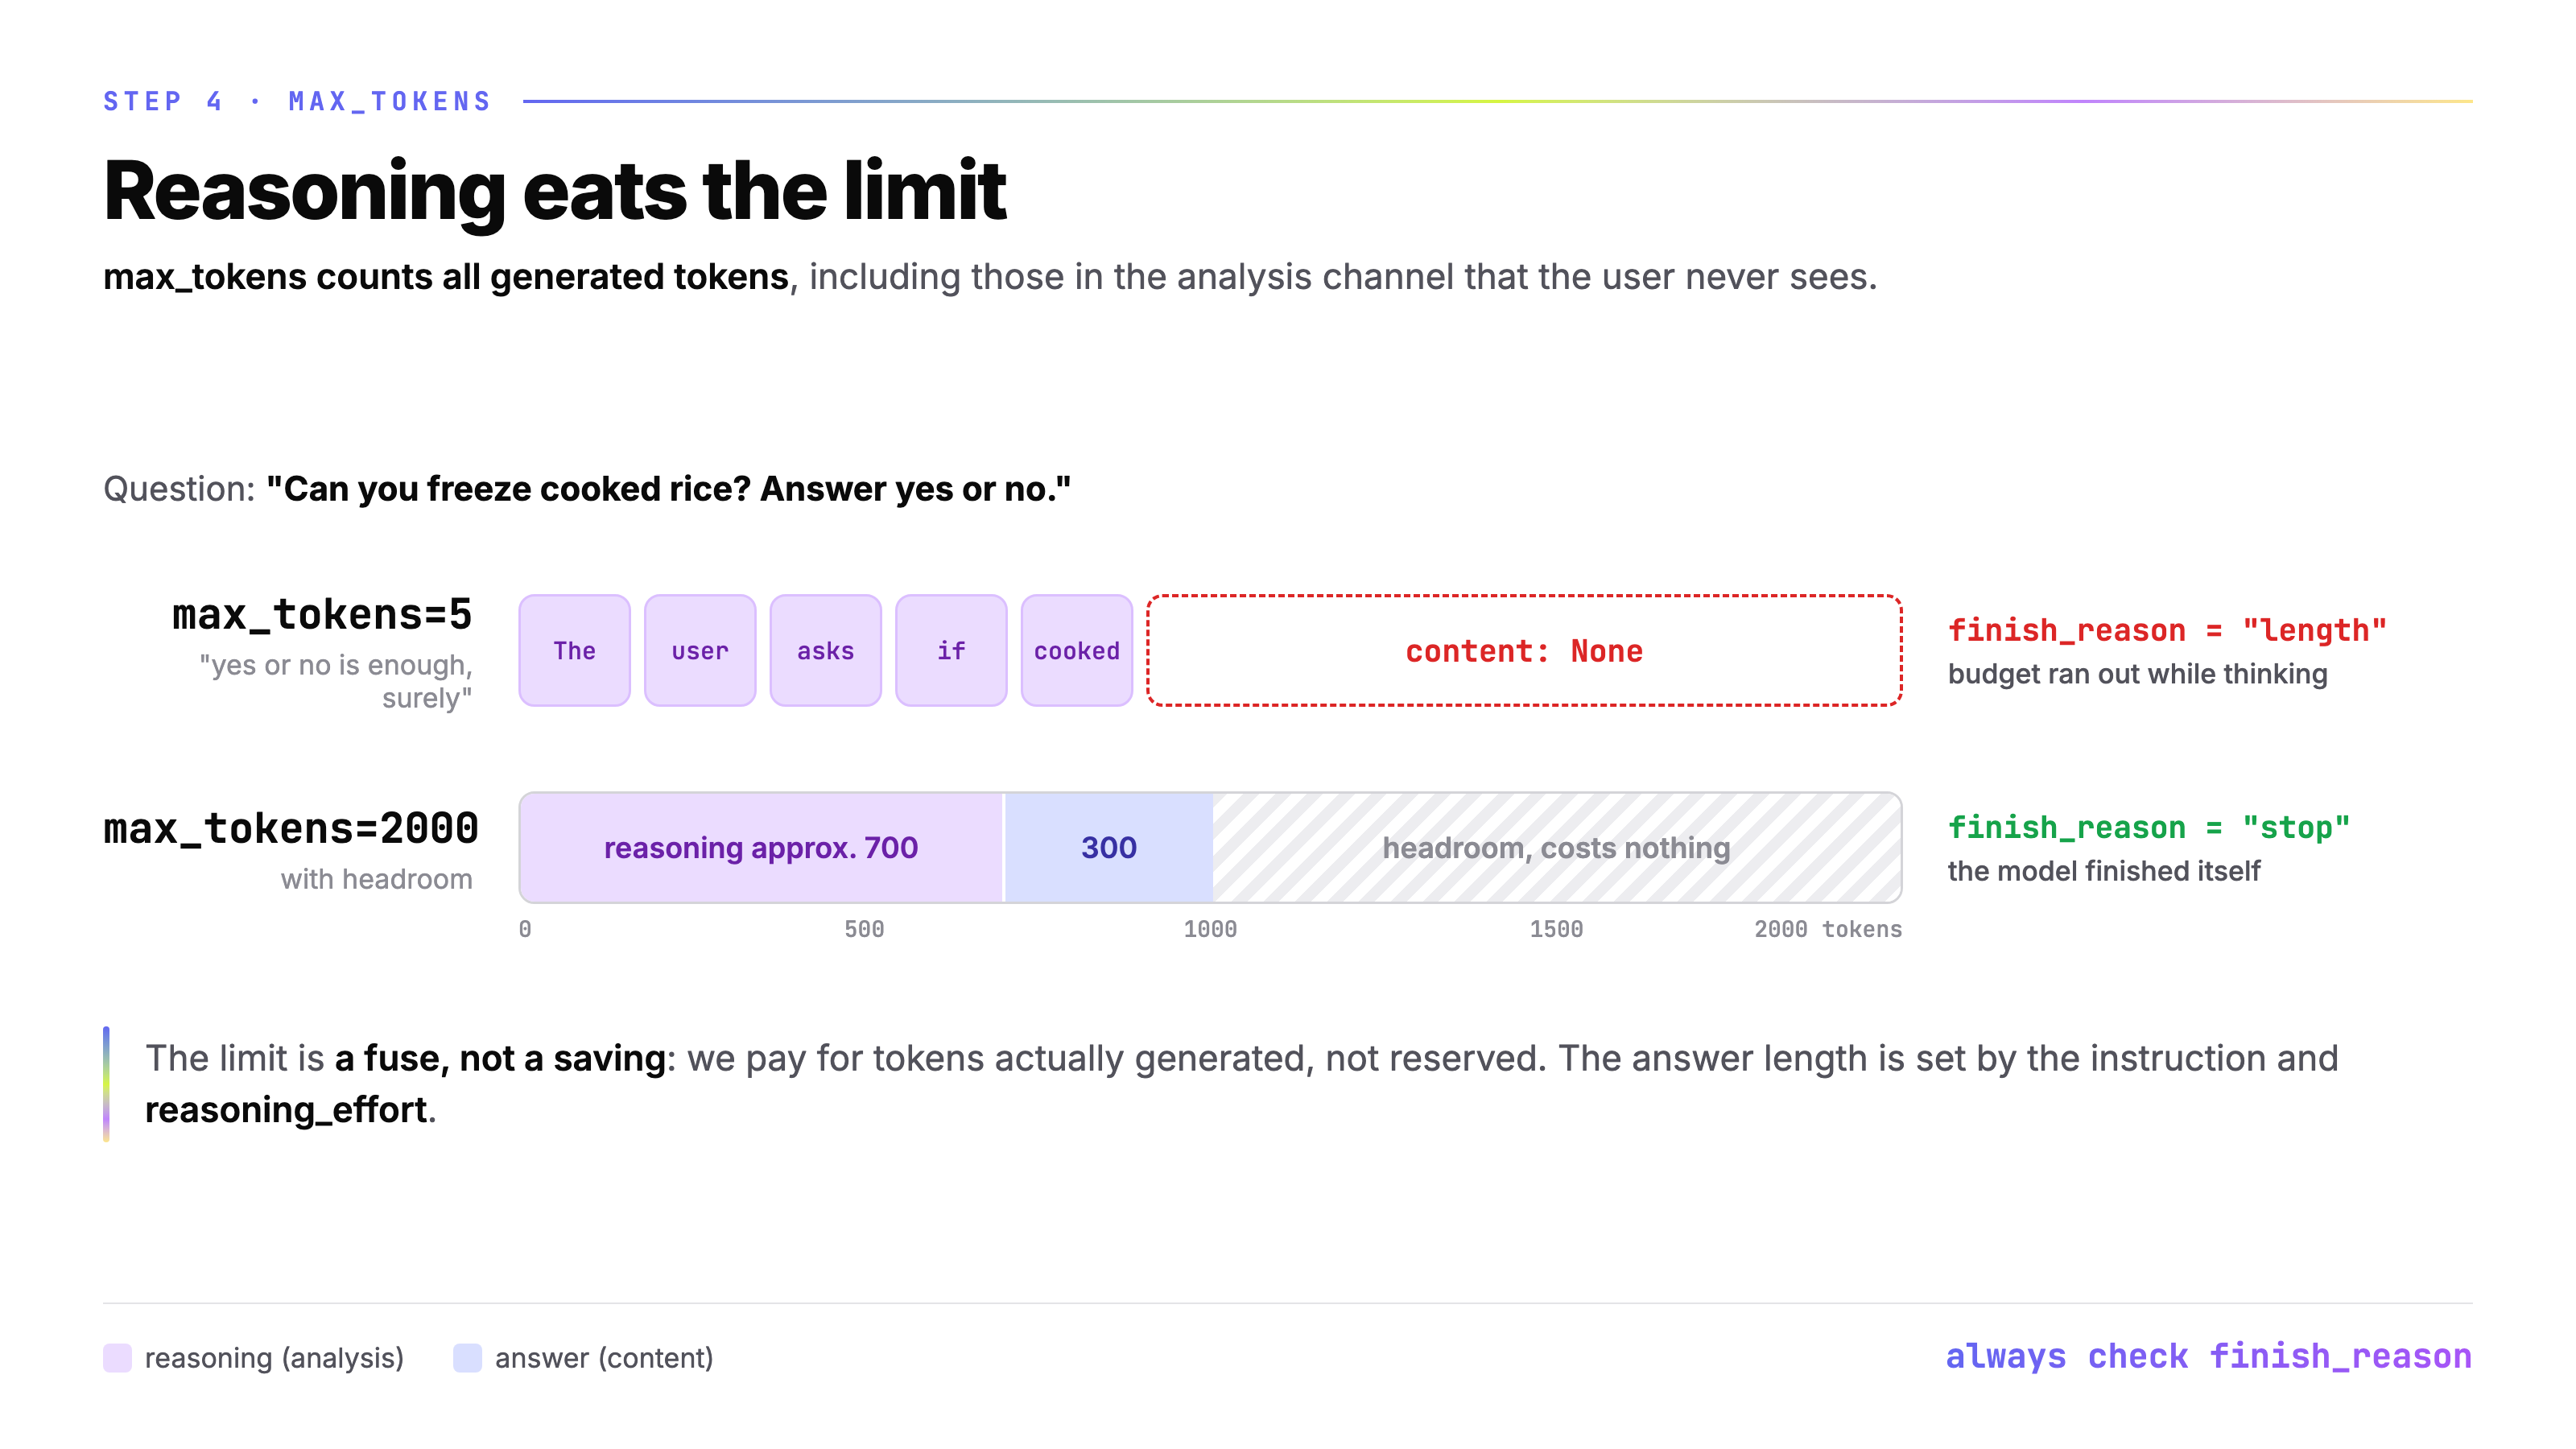 STEP 4 · MAX_TOKENS
Reasoning eats the limit
max_tokens counts all generated tokens, including those in the analysis channel that the user never sees.
Question: "Can you freeze cooked rice? Answer yes or no."
max_tokens=5
"yes or no is enough,
surely"
The user asks if cooked
content: None
finish_reason = "length"
budget ran out while thinking
max_tokens=2000
with headroom
reasoning approx. 700
300
headroom, costs nothing
finish_reason = "stop"
the model finished itself
0 500 1000 1500 2000 tokens
The limit is a fuse, not a saving: we pay for tokens actually generated, not reserved. The answer length is set by the instruction and
reasoning_effort.
reasoning (analysis) answer (content)
always check finish_reason